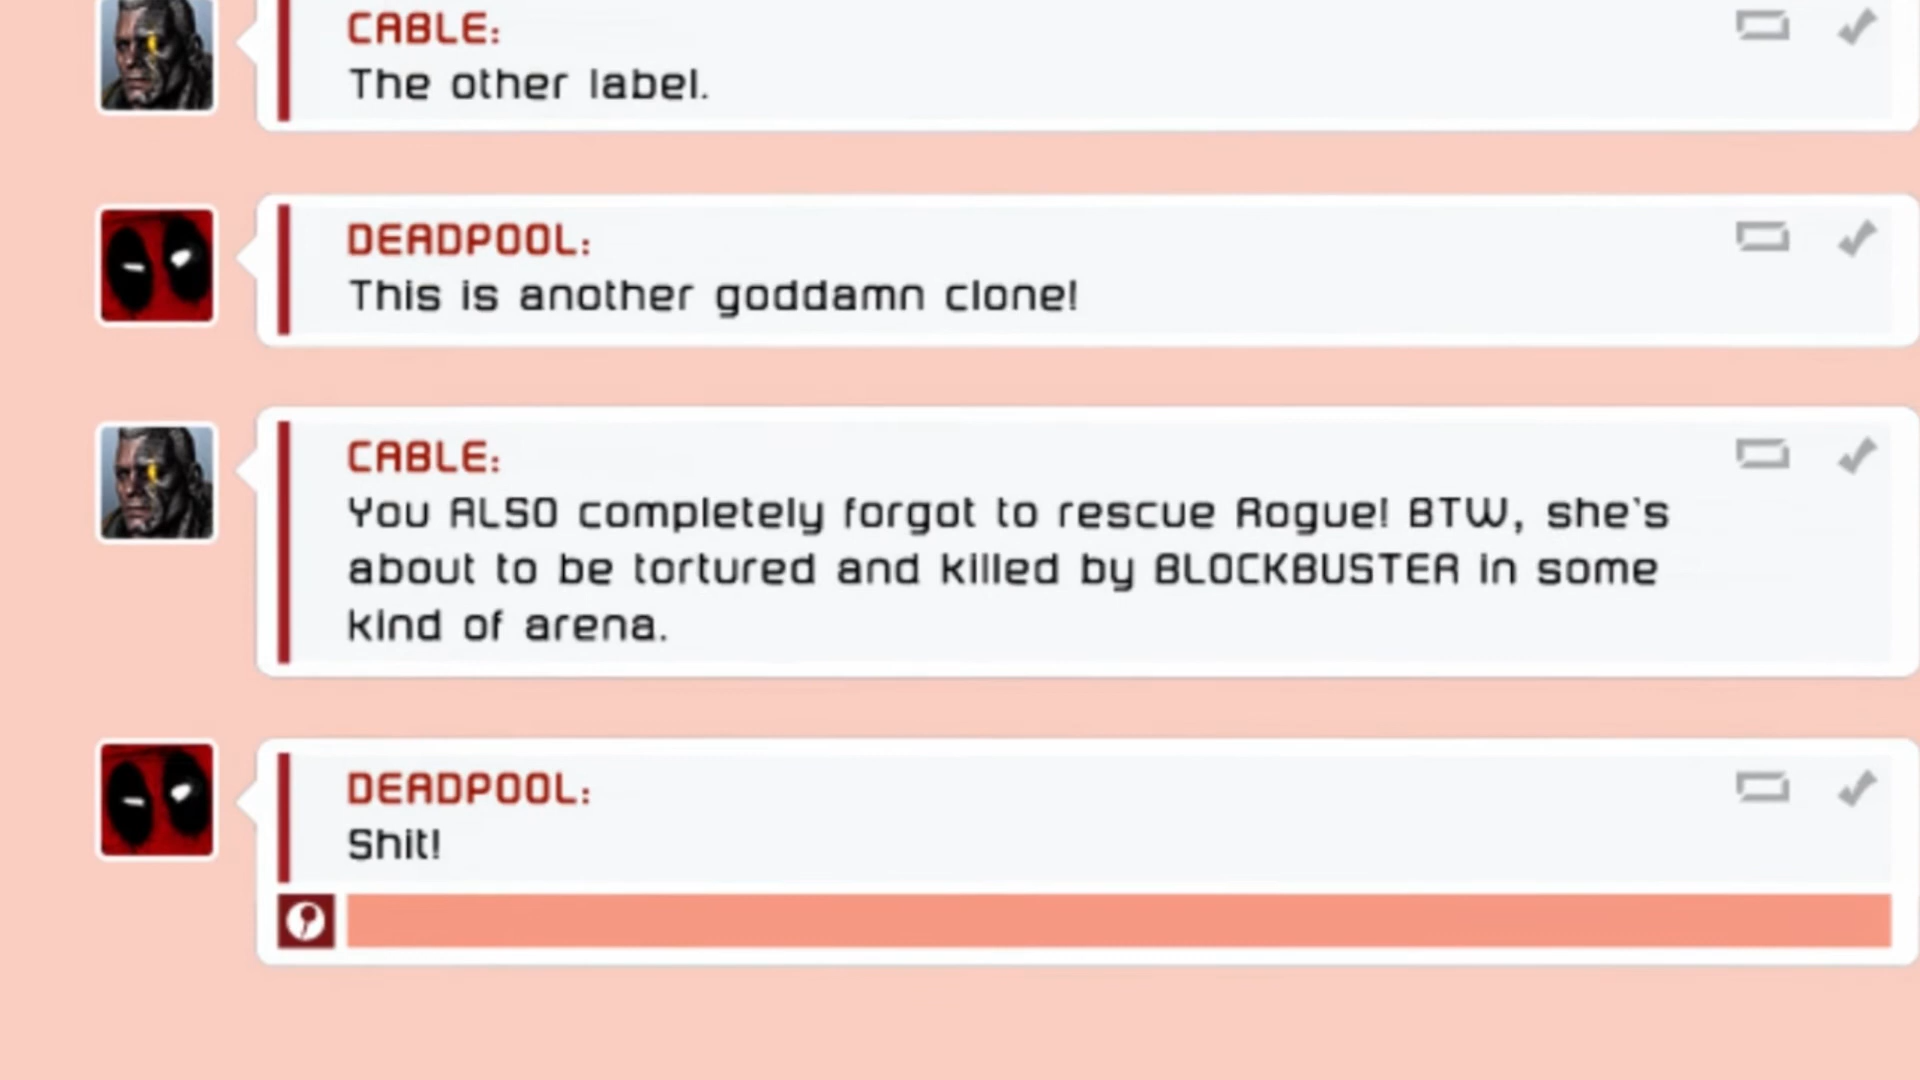 CABLE:
The other label.
DEADPOOL:
This is another goddamn clone!
CABLE:
You ALSO completely forgot to rescue Rogue! BTW, she's
about to be tortured and killed by BLOCKBUSTER in some
kind of arena.
DEADPOOL:
Shit!